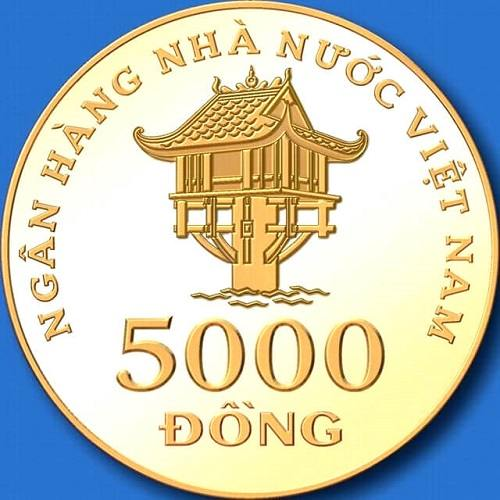 NGÂN HÀNG NHÀ NƯỚC VIỆT NAM
5000
ĐỒNG